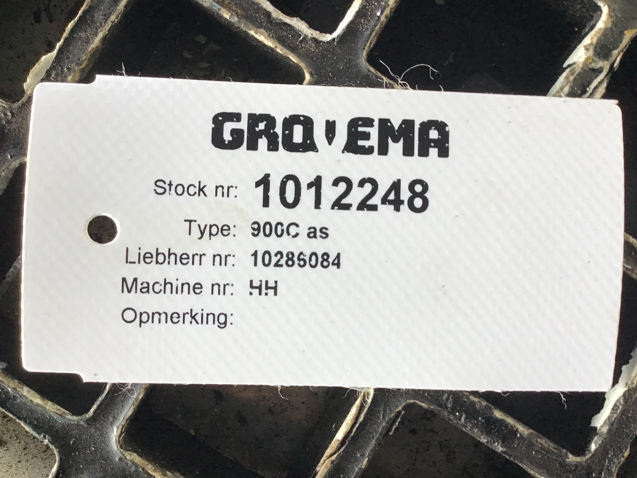 GROVEMA
Stock nr: 1012248
Type: 900C as
Liebherr nr: 10286084
Machine nr: HH
Opmerking: